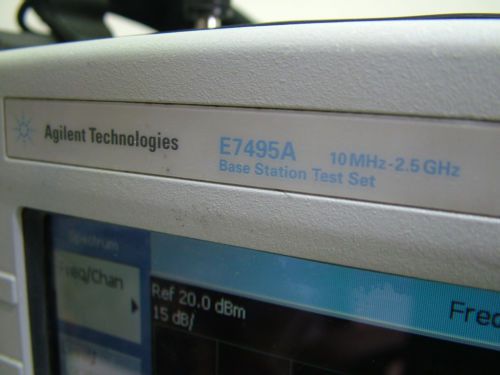 Agilent Technologies
E7495A 10 MHz-2.5 GHz
Base Station Test Set
Spectrum
Freq/Chan
Ref 20.0 dBm
15 dB/